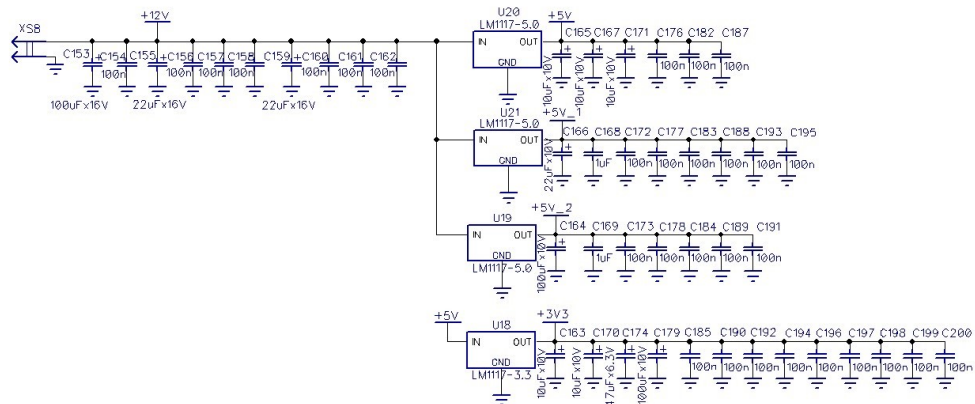 U20
+12V
LM1117-5.0
+5V
XS8
IN OUT
C165 C167 C171 C176 C182 C187
C153 C154 C155 C156 C157 C158 C159 C160 C161 C162
100n 100n 100n 100n 100n 100n 100n
GND
10uFx10V 10uFx10V 10uFx10V 100n 100n 100n
100uFx16V 22uFx16V 22uFx16V
U21
LM1117-5.0
+5V_1
IN OUT
C166 C168 C172 C177 C183 C188 C193 C195
GND
22uFx10V 1uF 100n 100n 100n 100n 100n 100n
+5V_2
U19
IN OUT
C164 C169 C173 C178 C184 C189 C191
GND
100uFx10V 1uF 100n 100n 100n 100n 100n
LM1117-5.0
+5V
U18
+3V3
IN OUT
C163 C170 C174 C179 C185 C190 C192 C194 C196 C197 C198 C199 C200
GND
10uFx10V 10uFx10V 47uFx6.3V 100uFx10V 100n 100n 100n 100n 100n 100n 100n 100n 100n
LM1117-3.3